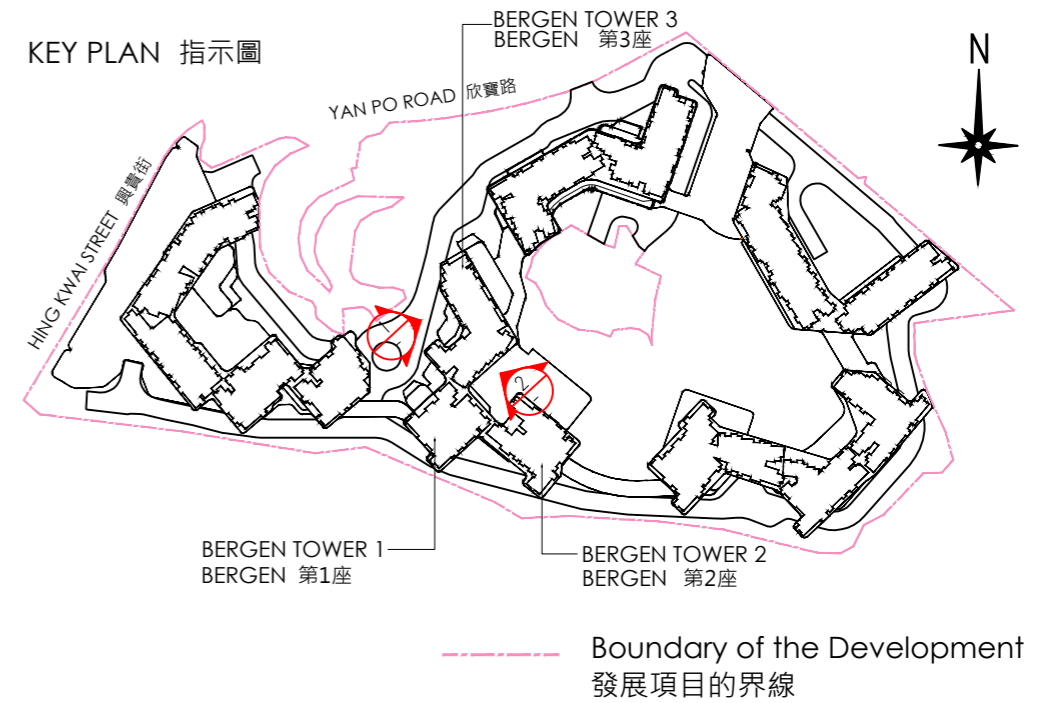 KEY PLAN 指示圖
BERGEN TOWER 3
BERGEN 第3座
N
YAN PO ROAD 欣寶路
HING KWAI STREET 興貴街
2
BERGEN TOWER 1
BERGEN 第1座
BERGEN TOWER 2
BERGEN 第2座
Boundary of the Development
發展項目的界線